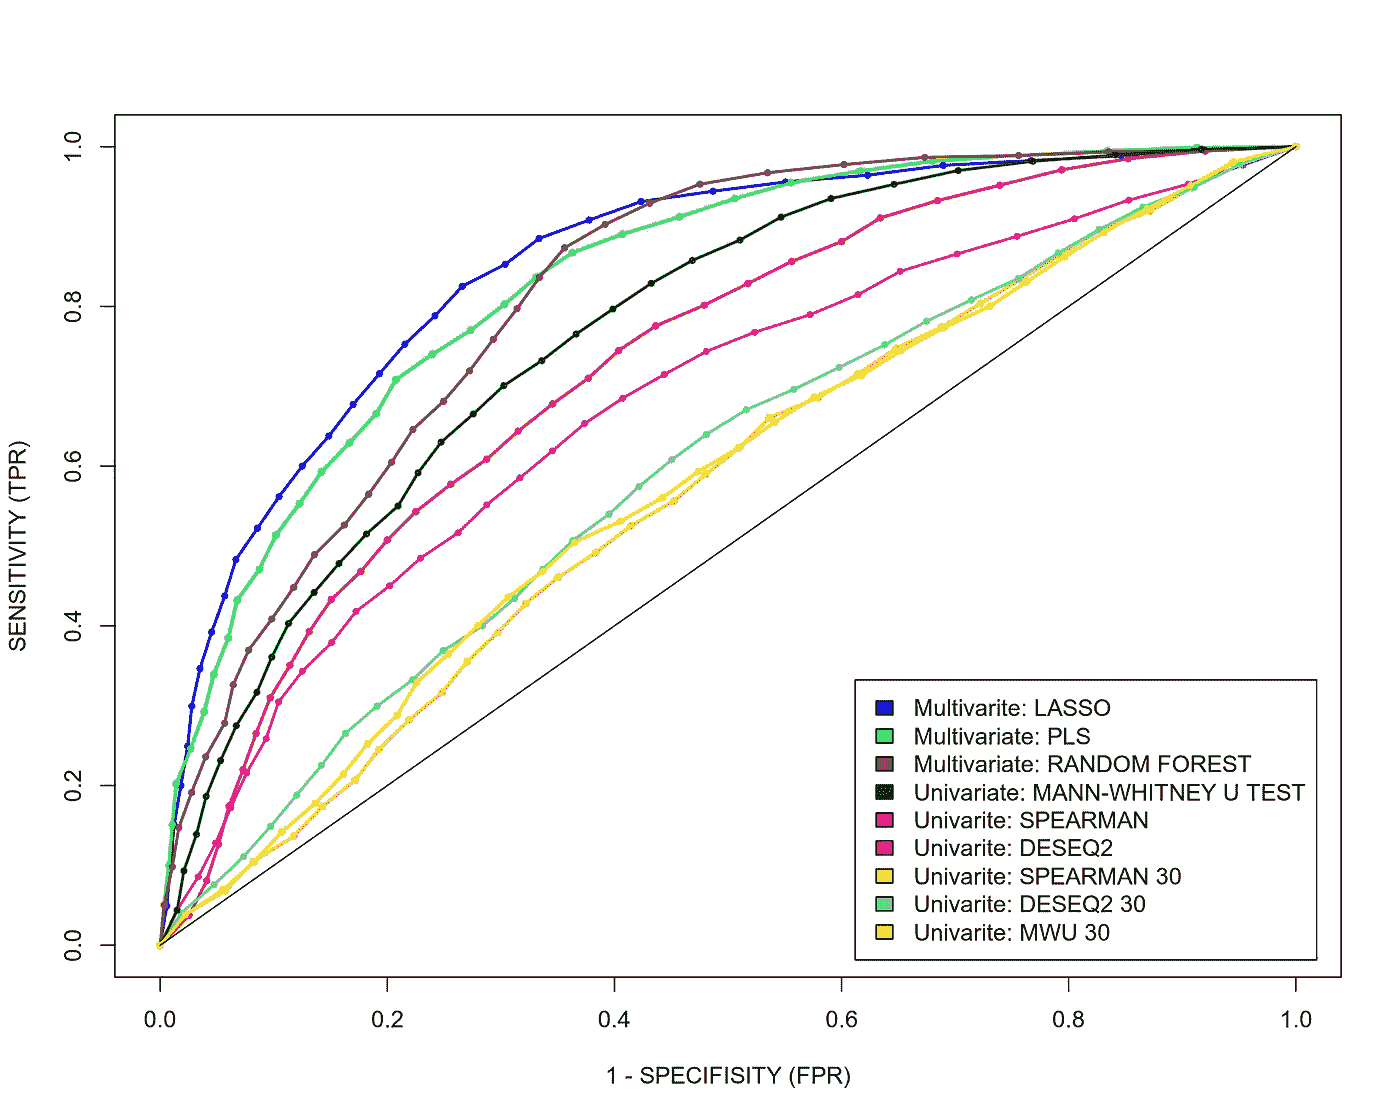 1.0
0.8
0.6
0.4
0.2
0.0
SENSITIVITY (TPR)
Multivarite: LASSO
Multivariate: PLS
Multivariate: RANDOM FOREST
Univariate: MANN-WHITNEY U TEST
Univarite: SPEARMAN
Univarite: DESEQ2
Univarite: SPEARMAN 30
Univarite: DESEQ2 30
Univarite: MWU 30
0.0 0.2 0.4 0.6 0.8 1.0
1 - SPECIFISITY (FPR)